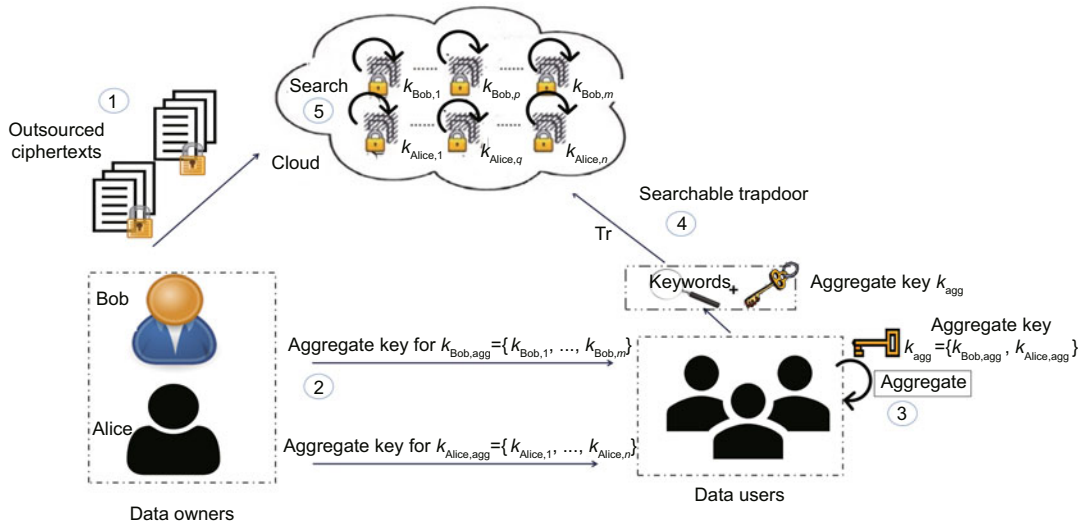 1
Outsourced
ciphertexts
Search
5
k_Bob,1
k_Bob,p
k_Bob,m
k_Alice,1
k_Alice,q
k_Alice,n
Cloud
Searchable trapdoor
4
Tr
Keywords +
Aggregate key k_agg
Bob
Alice
Data owners
Aggregate key for k_Bob,agg={ k_Bob,1, ..., k_Bob,m}
2
Aggregate key for k_Alice,agg={ k_Alice,1, ..., k_Alice,n}
Aggregate key
k_agg={k_Bob,agg , k_Alice,agg}
Aggregate
3
Data users